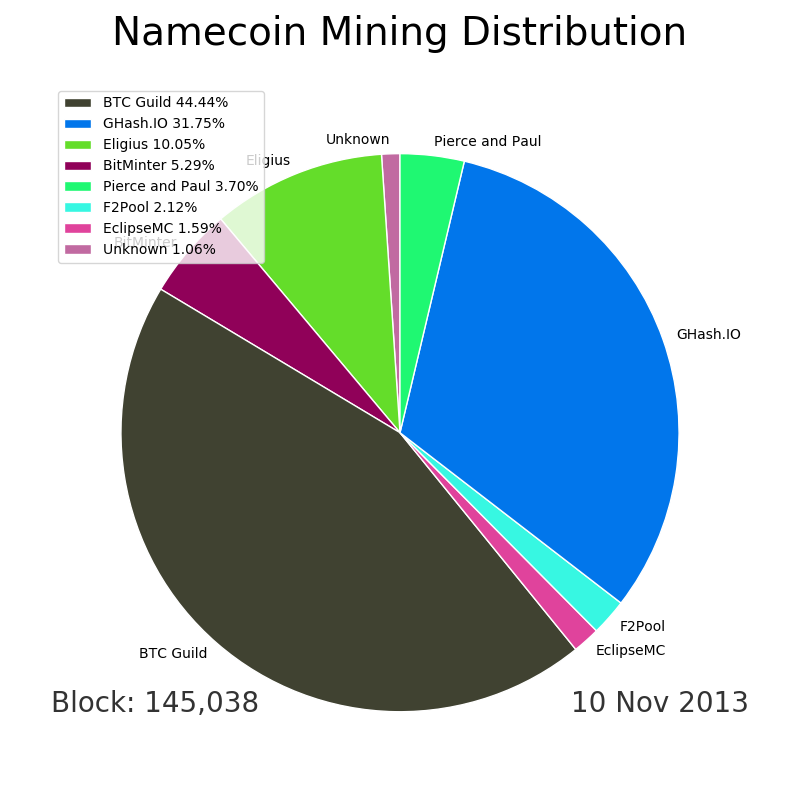 Namecoin Mining Distribution
BTC Guild 44.44%
GHash.IO 31.75%
Eligius 10.05%
BitMinter 5.29%
Pierce and Paul 3.70%
F2Pool 2.12%
EclipseMC 1.59%
Unknown 1.06%
Unknown
Pierce and Paul
Eligius
BitMinter
GHash.IO
F2Pool
EclipseMC
BTC Guild
Block: 145,038
10 Nov 2013